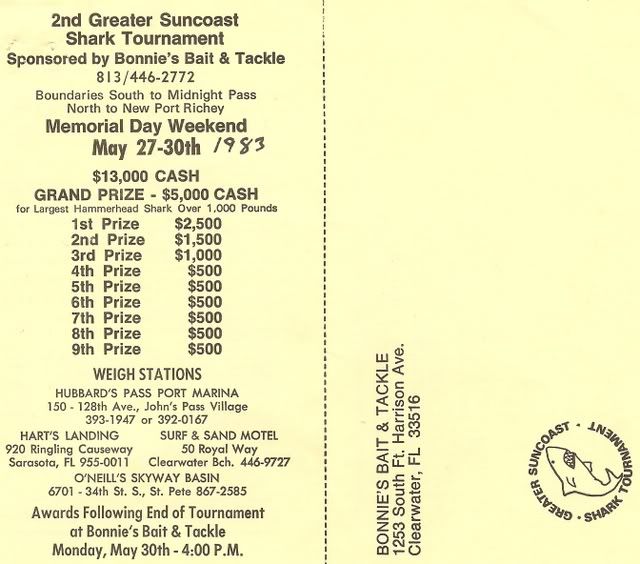 2nd Greater Suncoast
Shark Tournament
Sponsored by Bonnie's Bait & Tackle
813/446-2772
Boundaries South to Midnight Pass
North to New Port Richey
Memorial Day Weekend
May 27-30th 1983
$13,000 CASH
GRAND PRIZE - $5,000 CASH
for Largest Hammerhead Shark Over 1,000 Pounds
1st Prize $2,500
2nd Prize $1,500
3rd Prize $1,000
4th Prize $500
5th Prize $500
6th Prize $500
7th Prize $500
8th Prize $500
9th Prize $500
WEIGH STATIONS
HUBBARD'S PASS PORT MARINA
150 - 128th Ave., John's Pass Village
393-1947 or 392-0167
HART'S LANDING
920 Ringling Causeway
Sarasota, FL 955-0011
SURF & SAND MOTEL
50 Royal Way
Clearwater Bch. 446-9727
O'NEILL'S SKYWAY BASIN
6701 - 34th St. S., St. Pete 867-2585
Awards Following End of Tournament
at Bonnie's Bait & Tackle
Monday, May 30th - 4:00 P.M.
BONNIE'S BAIT & TACKLE
1253 South Ft. Harrison Ave.
Clearwater, FL 33516
GREATER SUNCOAST · INT. · SHARK TOURNAMENT ·